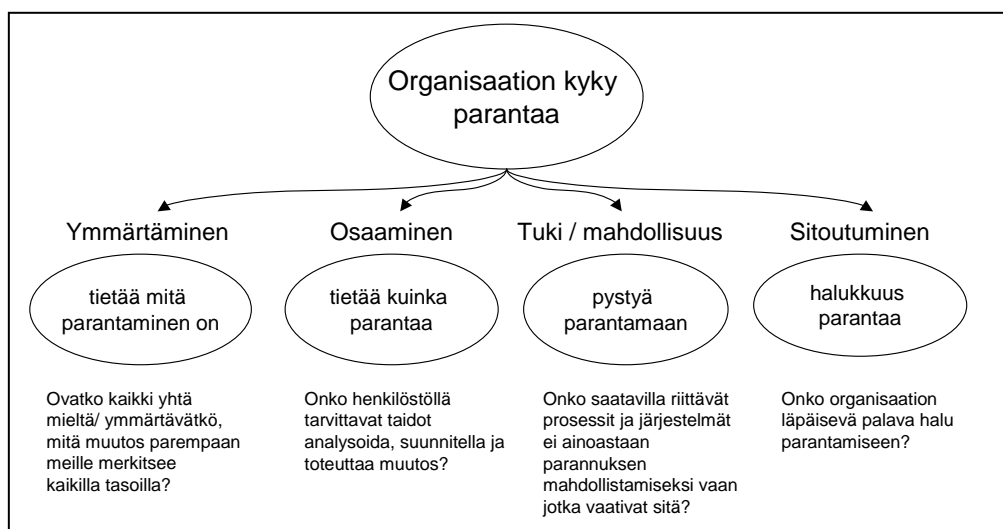 Organisaation kyky
parantaa
Ymmärtäminen
tietää mitä
parantaminen on
Ovatko kaikki yhtä
mieltä/ ymmärtävätkö,
mitä muutos parempaan
meille merkitsee
kaikilla tasoilla?
Osaaminen
tietää kuinka
parantaa
Onko henkilöstöllä
tarvittavat taidot
analysoida, suunnitella ja
toteuttaa muutos?
Tuki / mahdollisuus
pystyä
parantamaan
Onko saatavilla riittävät
prosessit ja järjestelmät
ei ainoastaan
parannuksen
mahdollistamiseksi vaan
jotka vaativat sitä?
Sitoutuminen
halukkuus
parantaa
Onko organisaation
läpäisevä palava halu
parantamiseen?